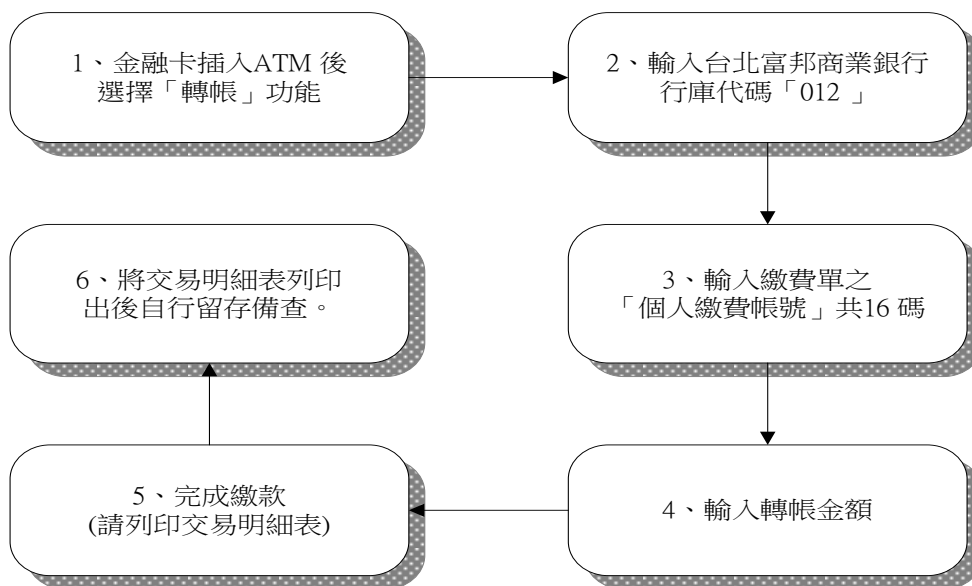 1、金融卡插入ATM 後
選擇「轉帳」功能
2、輸入台北富邦商業銀行
行庫代碼「012 」
3、輸入繳費單之
「個人繳費帳號」共16 碼
4、輸入轉帳金額
5、完成繳款
(請列印交易明細表)
6、將交易明細表列印
出後自行留存備查。